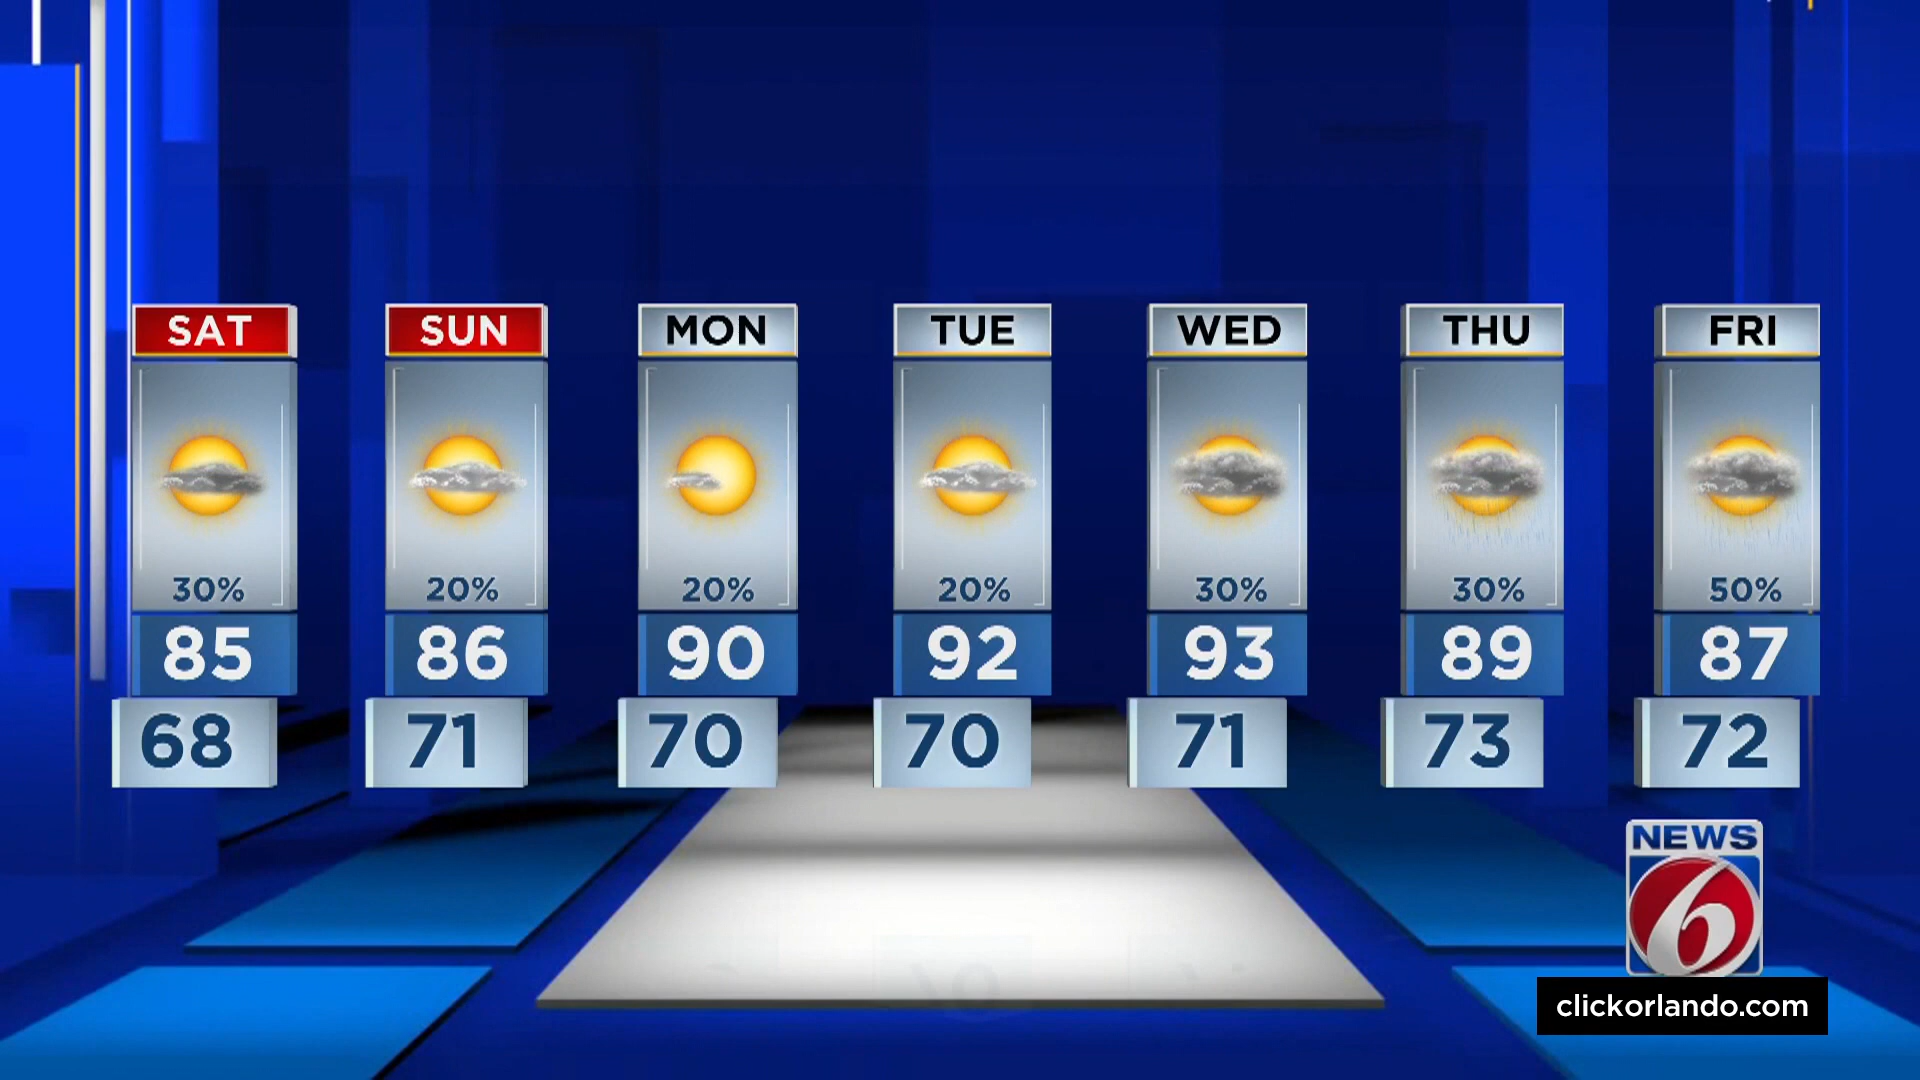 SAT SUN MON TUE WED THU FRI
30% 20% 20% 20% 30% 30% 50%
85 86 90 92 93 89 87
68 71 70 70 71 73 72
NEWS
6
clickorlando.com